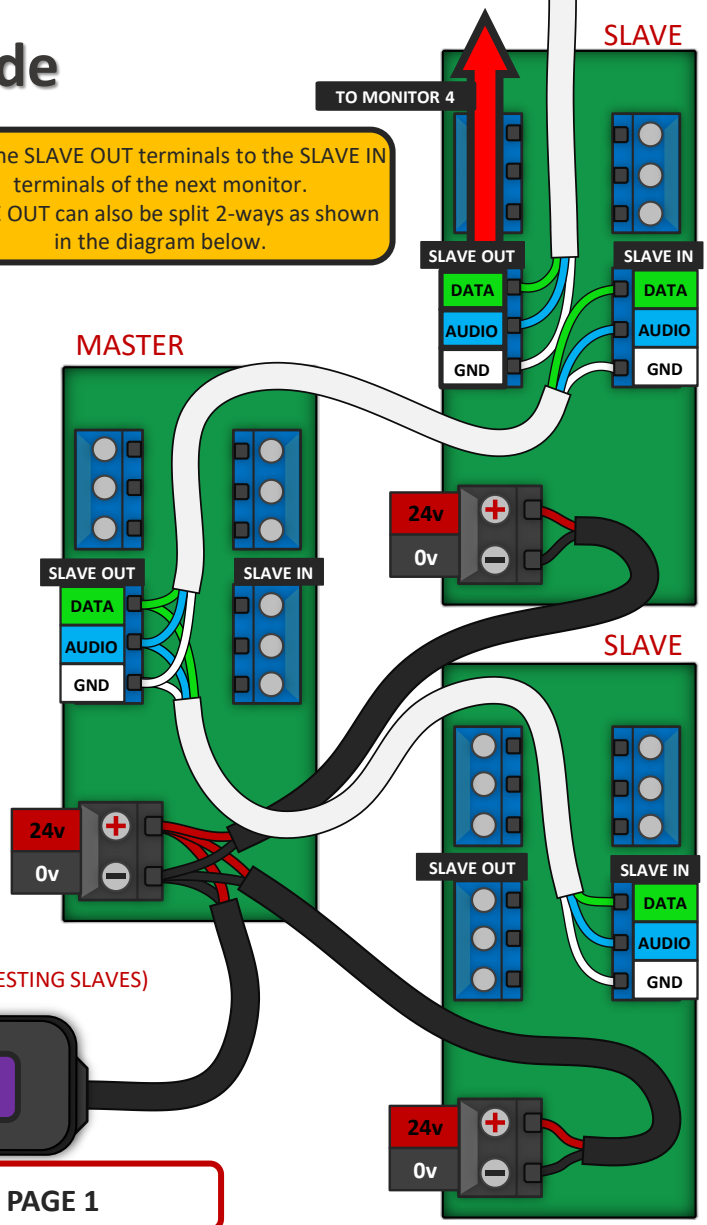 de
SLAVE
TO MONITOR 4
he SLAVE OUT terminals to the SLAVE IN
terminals of the next monitor.
OUT can also be split 2-ways as shown
in the diagram below.
SLAVE OUT
SLAVE IN
DATA
DATA
AUDIO
AUDIO
GND
GND
MASTER
24v
0v
SLAVE OUT
SLAVE IN
DATA
AUDIO
GND
SLAVE
24v
0v
SLAVE OUT
SLAVE IN
DATA
AUDIO
GND
ESTING SLAVES)
24v
0v
PAGE 1